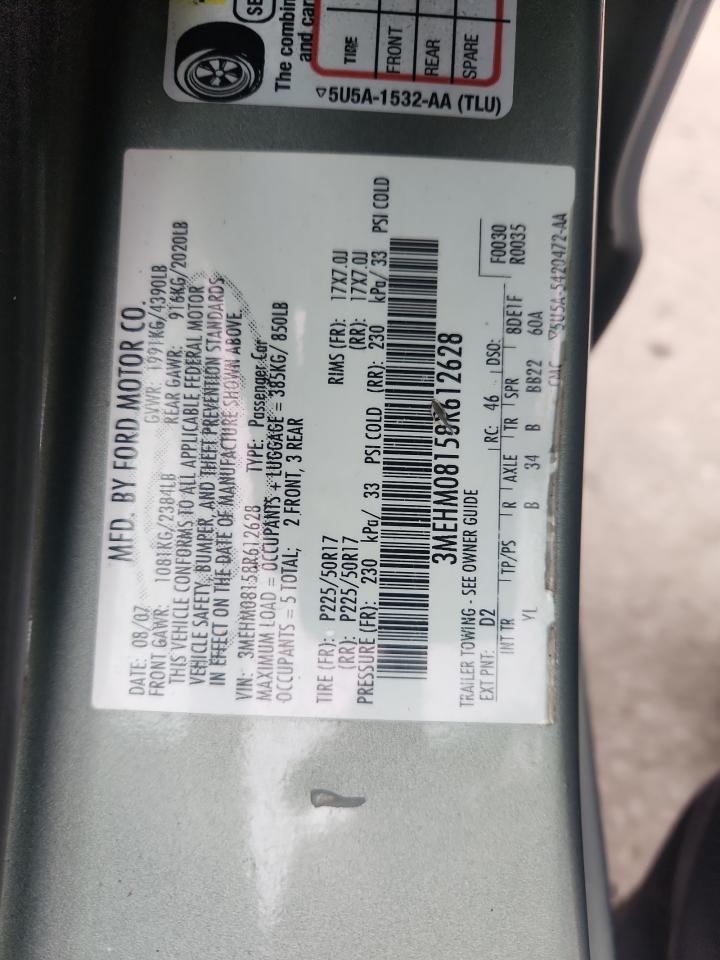 SE
The combin
and car
TIRE
FRONT
REAR
SPARE
▽5U5A-1532-AA (TLU)
MFD. BY FORD MOTOR CO.
DATE: 08/07 GVWR: 1991KG/4390LB
FRONT GAWR: 1081KG/2384LB REAR GAWR: 916KG/2020LB
THIS VEHICLE CONFORMS TO ALL APPLICABLE FEDERAL MOTOR
VEHICLE SAFETY, BUMPER, AND THEFT PREVENTION STANDARDS
IN EFFECT ON THE DATE OF MANUFACTURE SHOWN ABOVE.
VIN: 3MEHM08158R612628 TYPE: Passenger Car
MAXIMUM LOAD = OCCUPANTS + LUGGAGE = 385KG/ 850LB
OCCUPANTS = 5 TOTAL; 2 FRONT, 3 REAR
TIRE (FR): P225/50R17 RIMS (FR): 17X7.0J
(RR): P225/50R17 (RR): 17X7.0J
PRESSURE (FR): 230 kPa/ 33 PSI COLD (RR): 230 kPa/ 33 PSI COLD
3MEHM08158R612628
TRAILER TOWING - SEE OWNER GUIDE
EXT PNT: D2 RC: 46 DSO: F0030
R0035
INT TR TP/PS R AXLE TR SPR 8DE1F
YL B 34 B BB22 60A
▽5U5A-5420472-AA